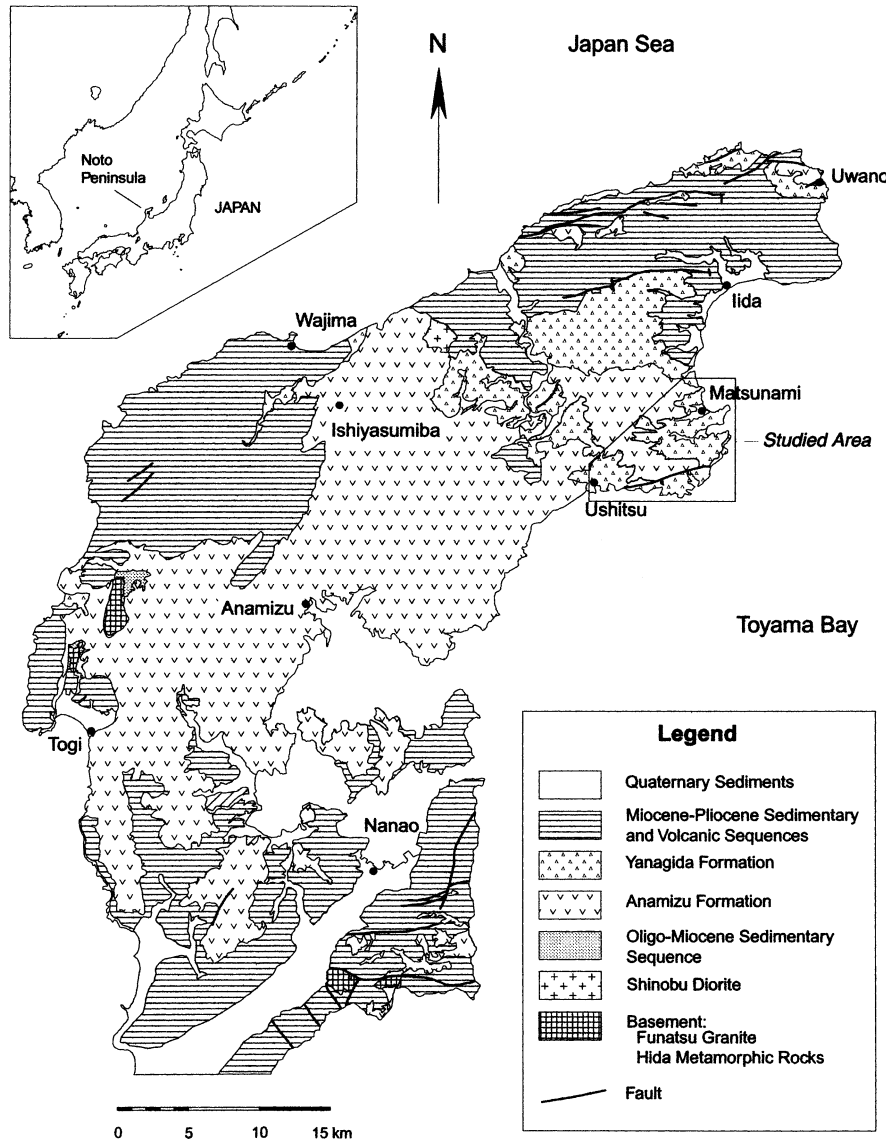 N
Japan Sea
Noto
Peninsula
JAPAN
Uwano
Iida
Wajima
Ishiyasumiba
Matsunami
Studied Area
Ushitsu
Anamizu
Toyama Bay
Togi
Nanao
Legend
Quaternary Sediments
Miocene-Pliocene Sedimentary
and Volcanic Sequences
Yanagida Formation
Anamizu Formation
Oligo-Miocene Sedimentary
Sequence
Shinobu Diorite
Basement:
Funatsu Granite
Hida Metamorphic Rocks
Fault
0 5 10 15 km